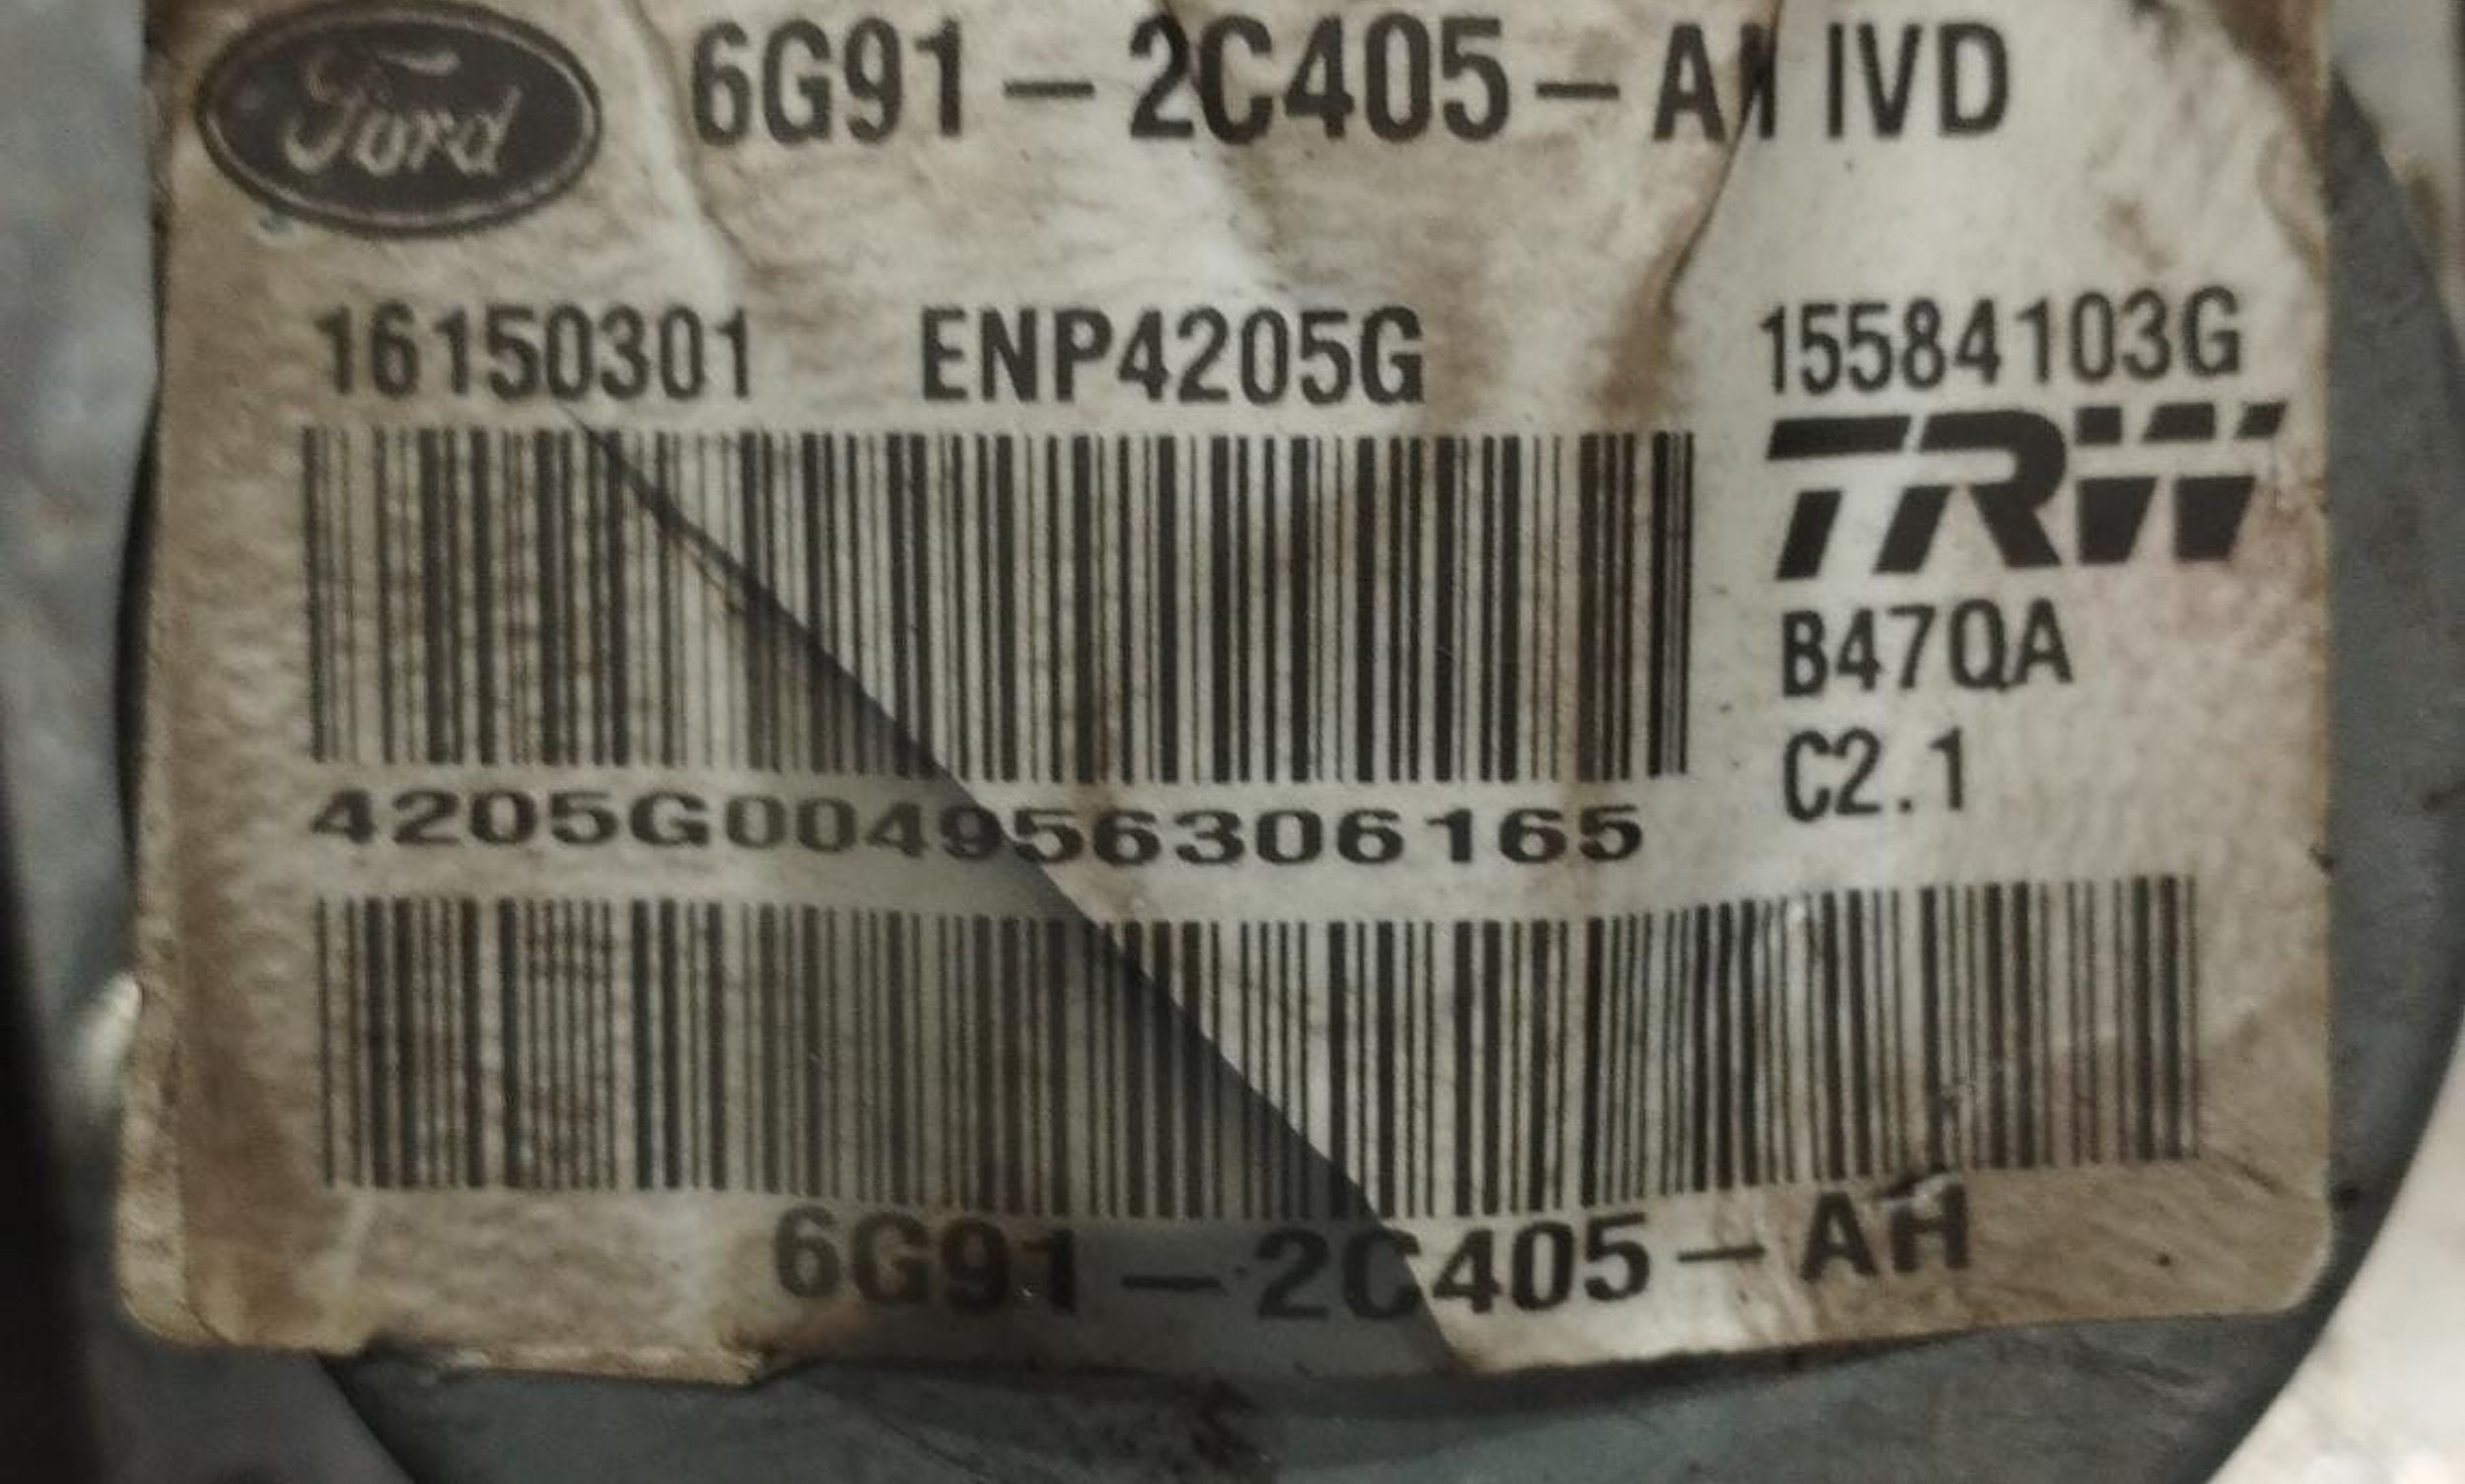 Ford 6G91-2C405-AH IVD
16150301 ENP4205G 15584103G
TRW
B47QA
C2.1
4205G004956306165
6G91-2C405-AH